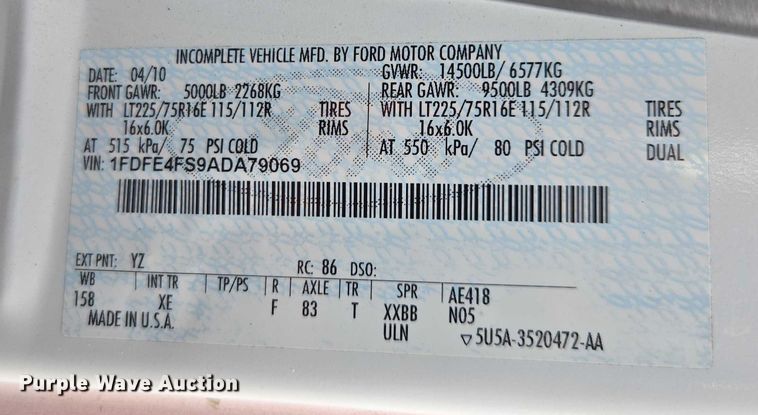 INCOMPLETE VEHICLE MFD. BY FORD MOTOR COMPANY
DATE: 04/10 GVWR: 14500LB/ 6577KG
FRONT GAWR: 5000LB 2268KG REAR GAWR: 9500LB 4309KG
WITH LT225/75R16E 115/112R TIRES WITH LT225/75R16E 115/112R TIRES
16x6.0K RIMS 16x6.0K RIMS
AT 515 kPa/ 75 PSI COLD AT 550 kPa/ 80 PSI COLD DUAL
VIN: 1FDFE4FS9ADA79069
EXT PNT: YZ RC: 86 DSO:
WB INT TR TP/PS R AXLE TR SPR AE418
158 XE F 83 T XXBB N05
MADE IN U.S.A. ULN ▽5U5A-3520472-AA
Purple Wave Auction